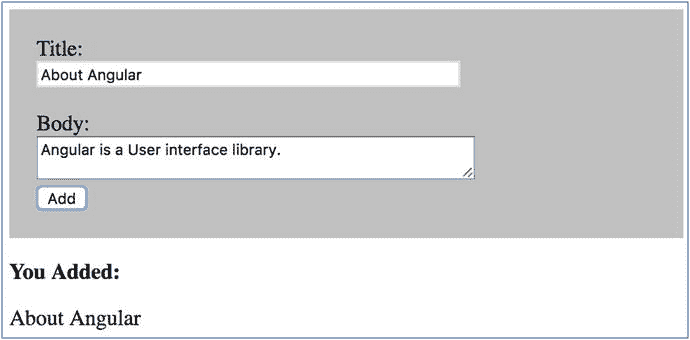 Title:
About Angular
Body:
Angular is a User interface library.
Add
You Added:
About Angular